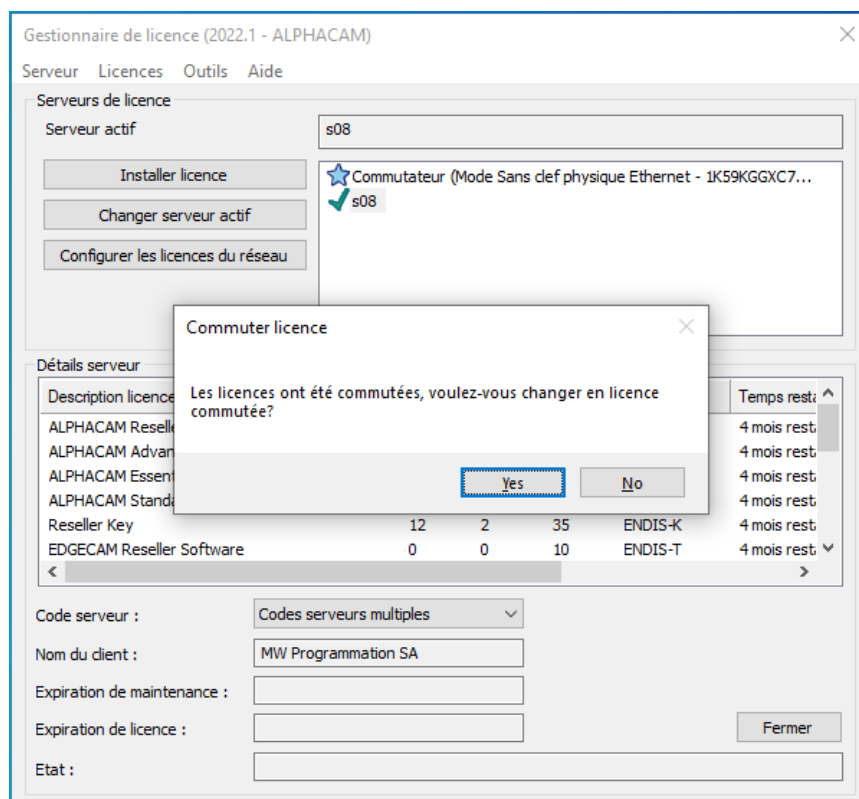 Gestionnaire de licence (2022.1 - ALPHACAM)
Serveur Licences Outils Aide
Serveurs de licence
Serveur actif s08
Installer licence
Changer serveur actif
Configurer les licences du réseau
Commutateur (Mode Sans clef physique Ethernet - 1K59KGGXC7...
s08
Commuter licence
Les licences ont été commutées, voulez-vous changer en licence
commutée?
Yes No
Détails serveur
Description licence Temps resta
ALPHACAM Reselle 4 mois resta
ALPHACAM Advan 4 mois resta
ALPHACAM Essent 4 mois resta
ALPHACAM Standa 4 mois resta
Reseller Key 12 2 35 ENDIS-K 4 mois resta
EDGECAM Reseller Software 0 0 10 ENDIS-T 4 mois resta
Code serveur : Codes serveurs multiples
Nom du client : MW Programmation SA
Expiration de maintenance :
Expiration de licence :
Fermer
Etat :